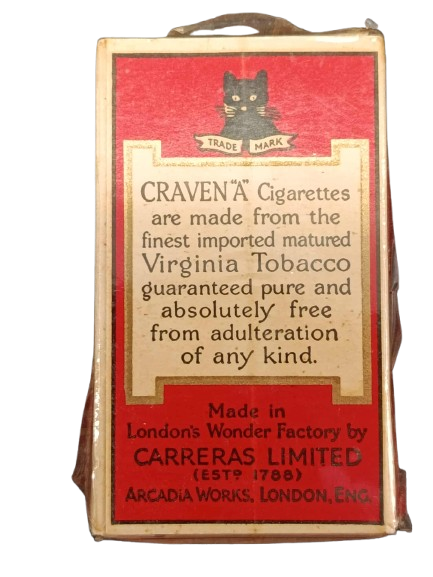 TRADE MARK
CRAVEN "A" Cigarettes
are made from the
finest imported matured
Virginia Tobacco
guaranteed pure and
absolutely free
from adulteration
of any kind.
Made in
London's Wonder Factory by
CARRERAS LIMITED
(ESTD 1788)
ARCADIA WORKS, LONDON, ENG.